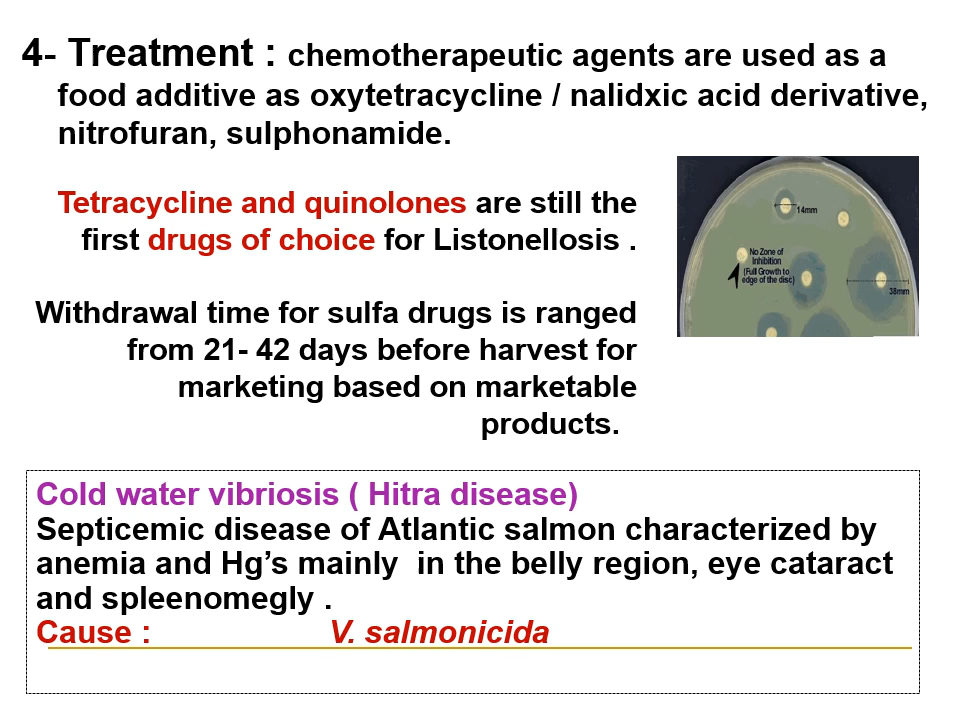 4- Treatment : chemotherapeutic agents are used as a
food additive as oxytetracycline / nalidxic acid derivative,
nitrofuran, sulphonamide.
Tetracycline and quinolones are still the
first drugs of choice for Listonellosis .
Withdrawal time for sulfa drugs is ranged
from 21- 42 days before harvest for
marketing based on marketable
products.
14mm
No Zone of
Inhibition
(Full Growth to
edge of the disc)
38mm
Cold water vibriosis ( Hitra disease)
Septicemic disease of Atlantic salmon characterized by
anemia and Hg’s mainly in the belly region, eye cataract
and spleenomegly .
Cause : V. salmonicida